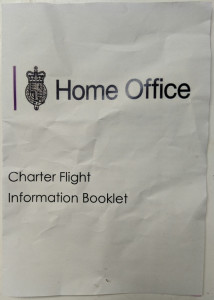 Home Office
Charter Flight
Information Booklet